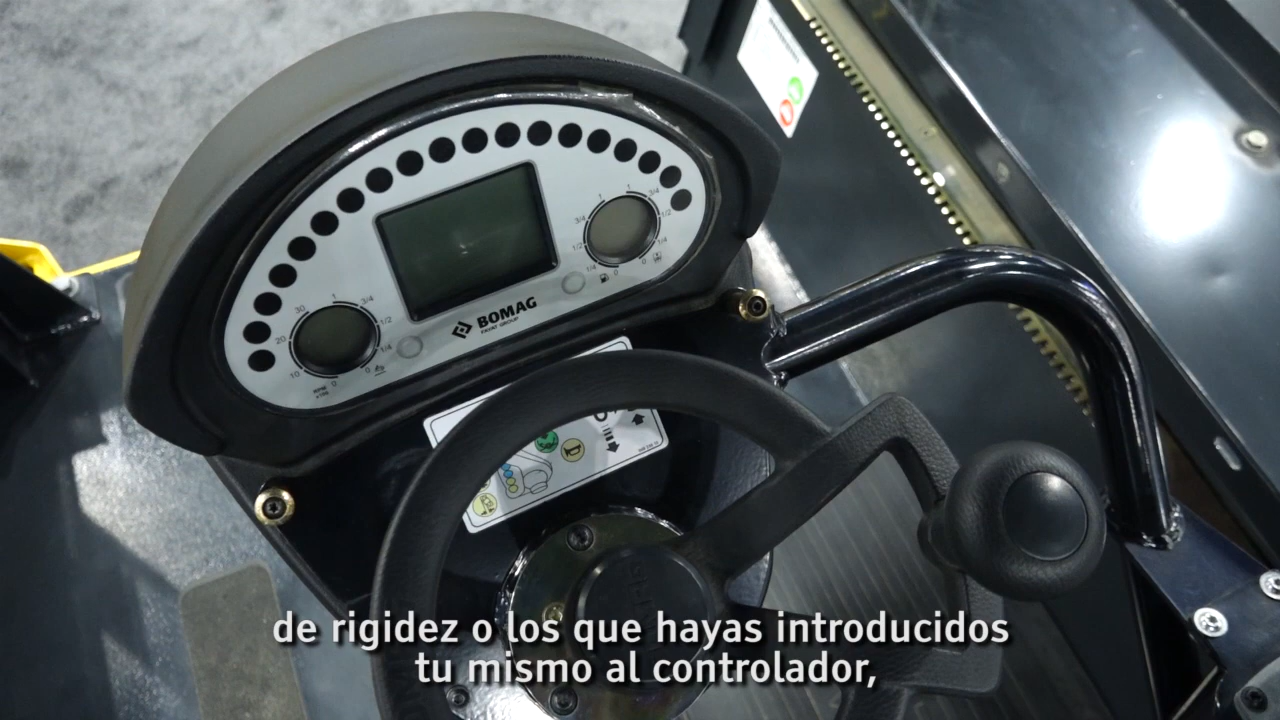 1 1
3/4 3/4
1/2 1/2
1/4 1/4
0 0
30 1 3/4
20 1/2
10 1/4
0 0
BOMAG
FAYAT GROUP
de rigidez o los que hayas introducidos
tu mismo al controlador,